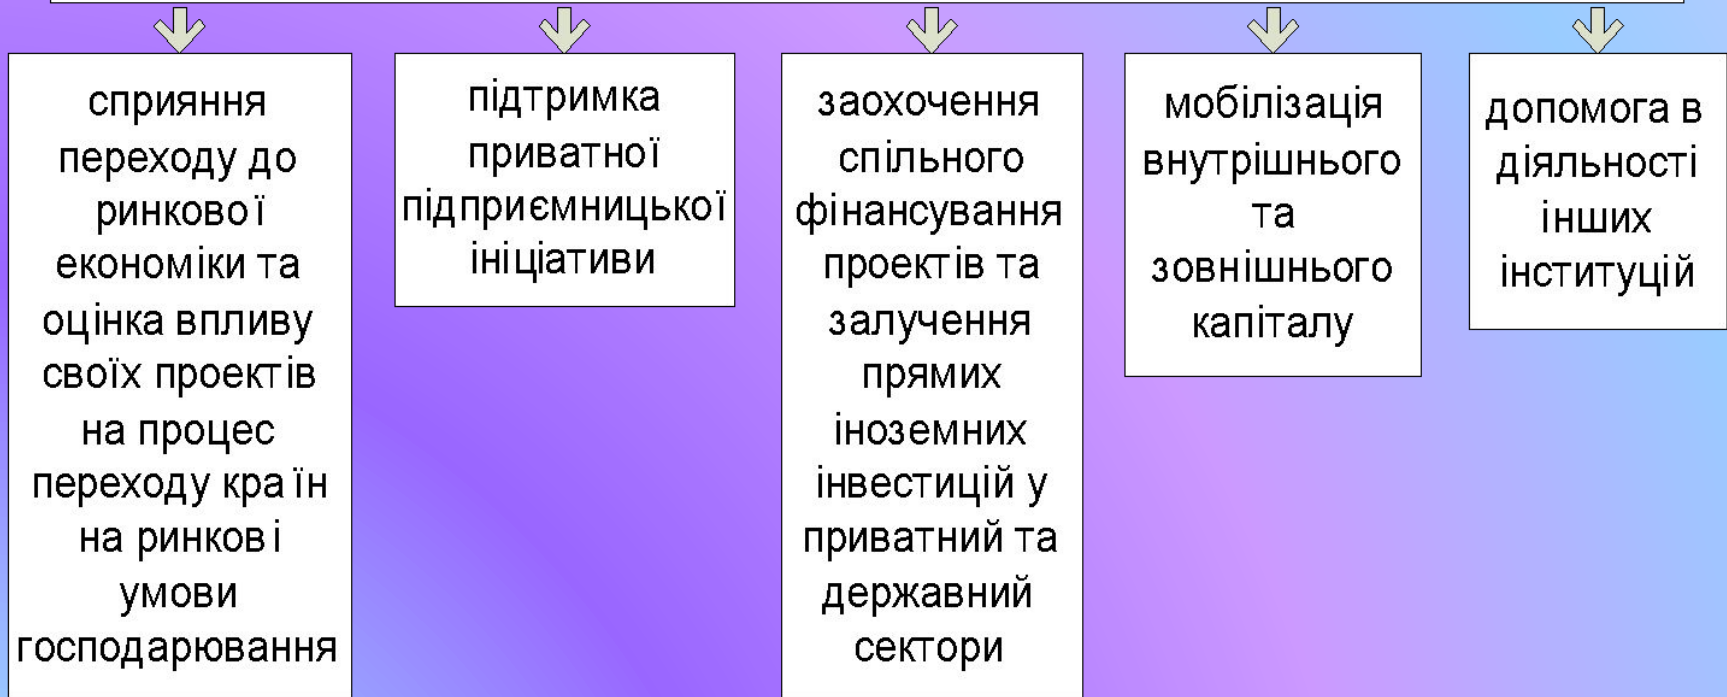 сприяння
переходу до
ринкової
економіки та
оцінка впливу
своїх проектів
на процес
переходу країн
на ринкові
умови
господарювання
підтримка
приватної
підприємницької
ініціативи
заохочення
спільного
фінансування
проектів та
залучення
прямих
іноземних
інвестицій у
приватний та
державний
сектори
мобілізація
внутрішнього
та
зовнішнього
капіталу
допомога в
діяльності
інших
інституцій